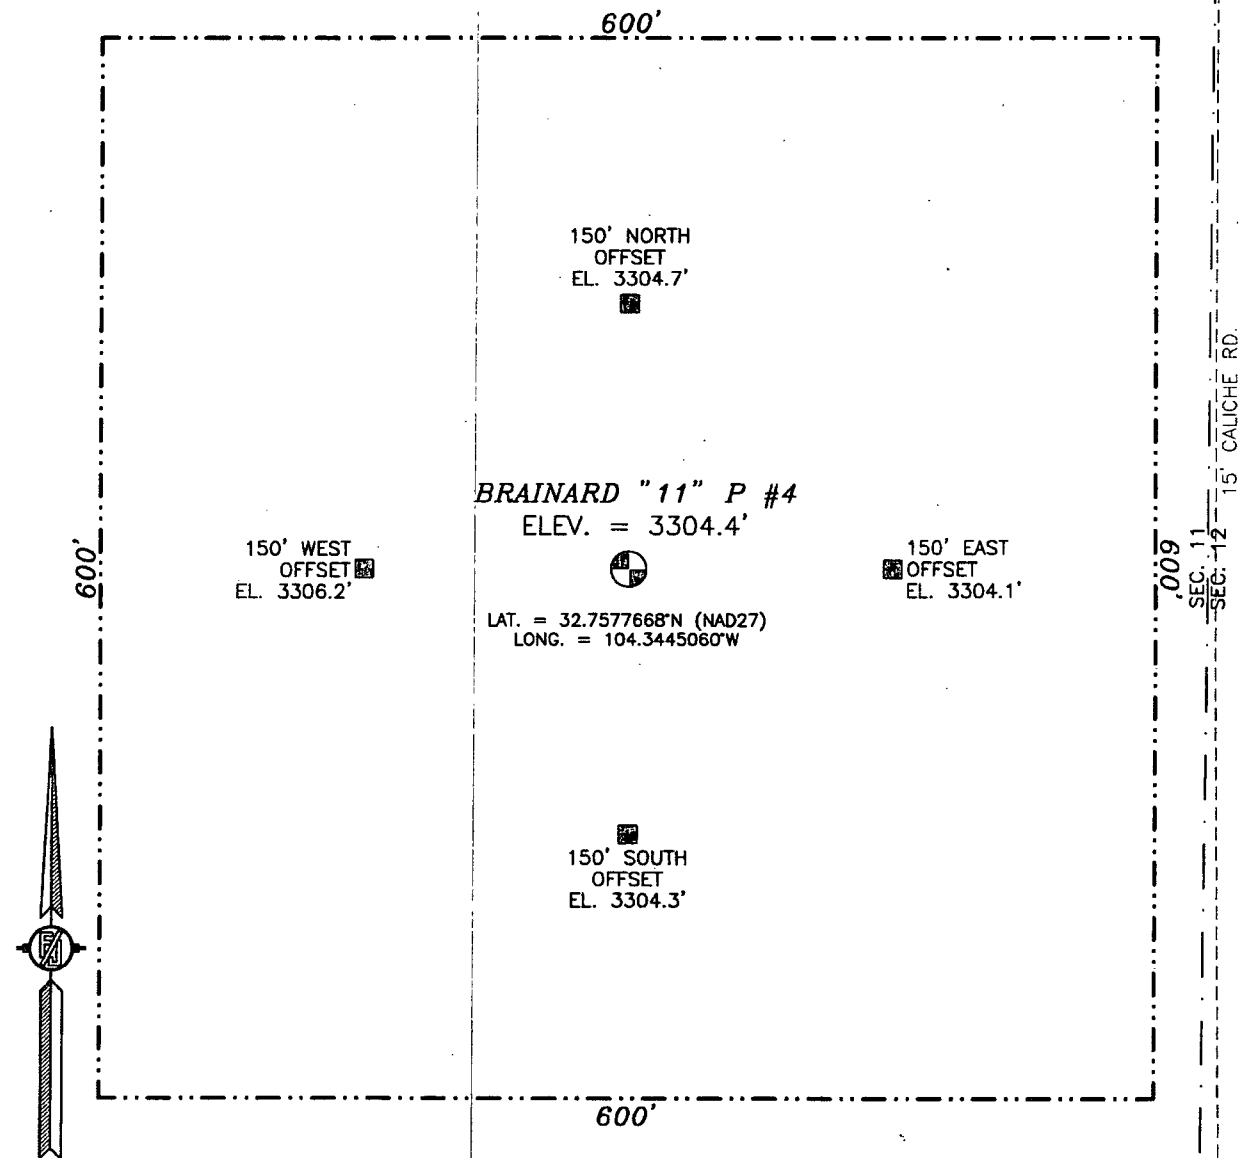 600'
150' NORTH
OFFSET
EL. 3304.7'
BRAINARD "11" P #4
ELEV. = 3304.4'
150' WEST
OFFSET
EL. 3306.2'
150' EAST
OFFSET
EL. 3304.1'
LAT. = 32.7577668°N (NAD27)
LONG. = 104.3445060°W
600'
600'
SEC. 11
SEC. 12
15' CALICHE RD.
150' SOUTH
OFFSET
EL. 3304.3'
600'